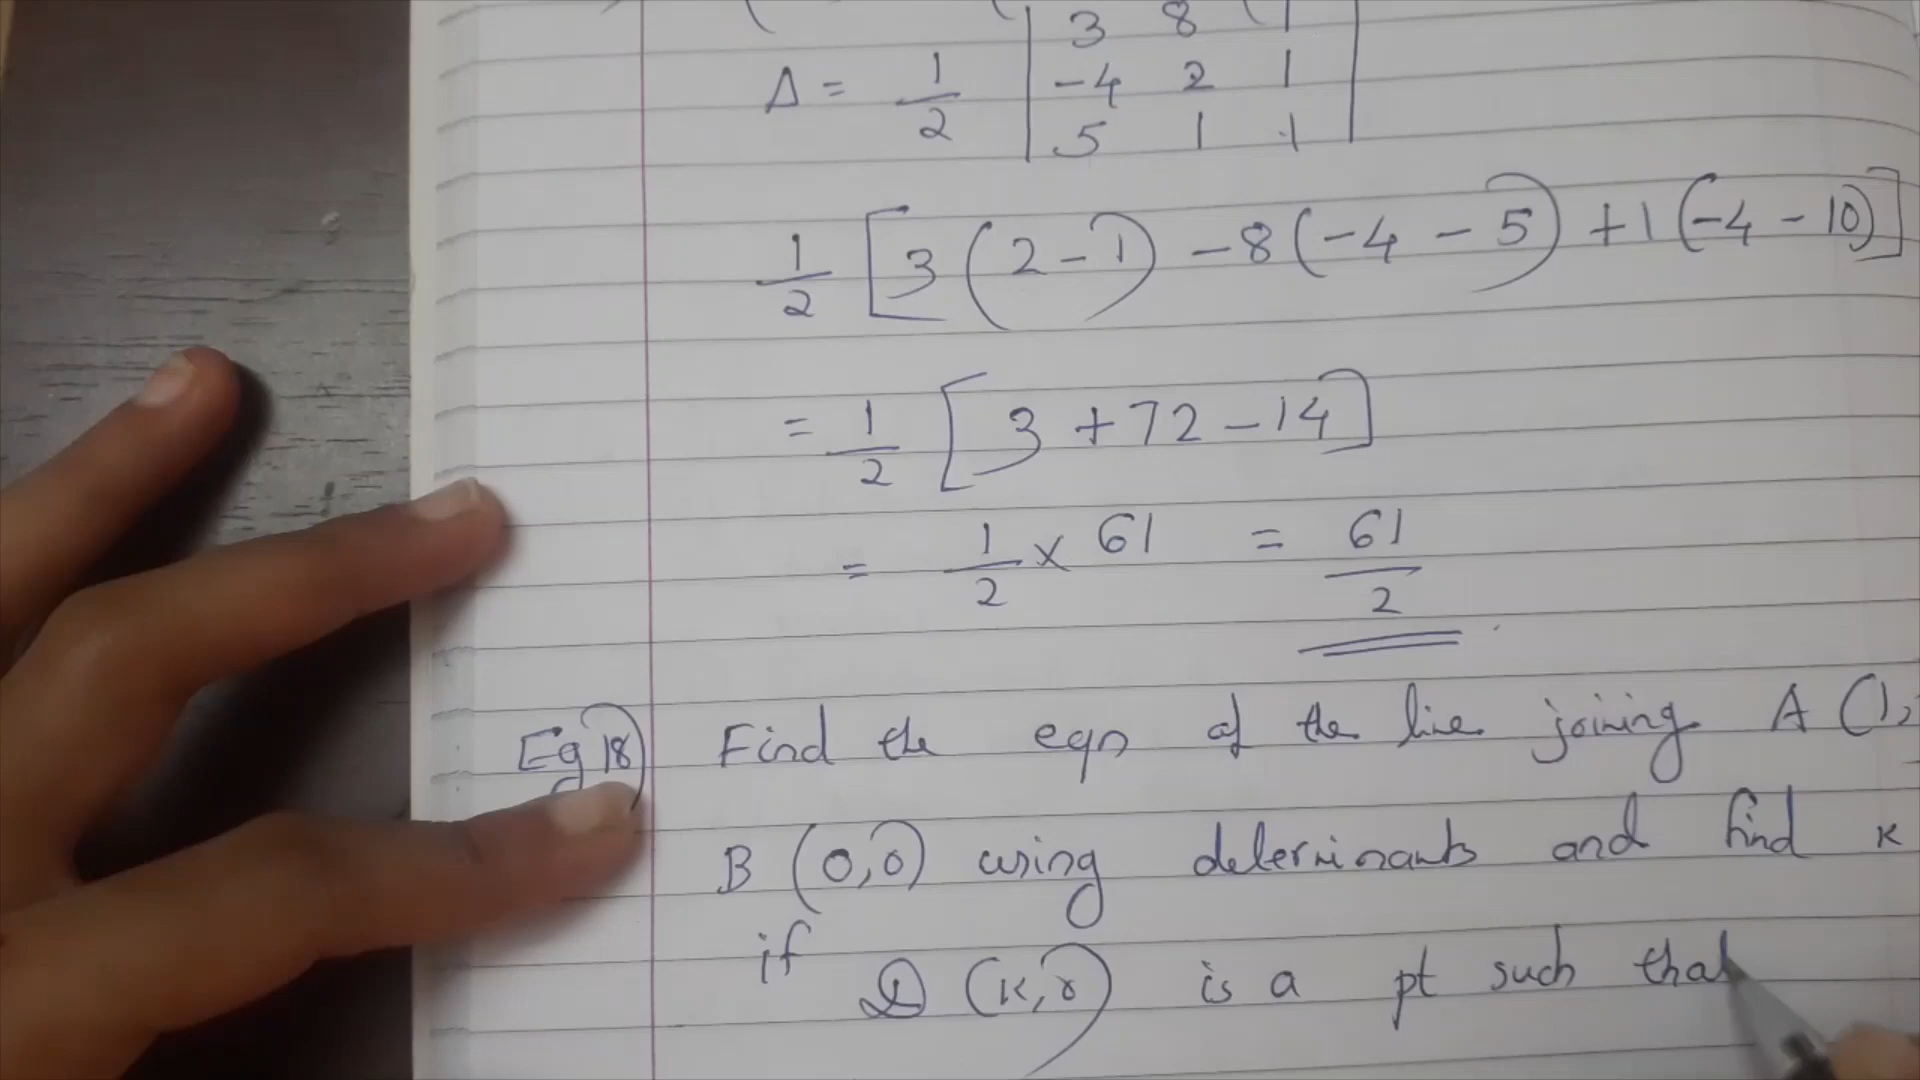 3 8 1
Δ = 1/2 | -4 2 1 |
5 1 1
1/2 [3(2-1) -8(-4-5) +1(-4-10)]
= 1/2 [3+72-14]
= 1/2 × 61 = 61/2
Eg 18) Find the eqn of the line joining A (1,
B (0,0) using determinants and find k
if D (k,0) is a pt such that